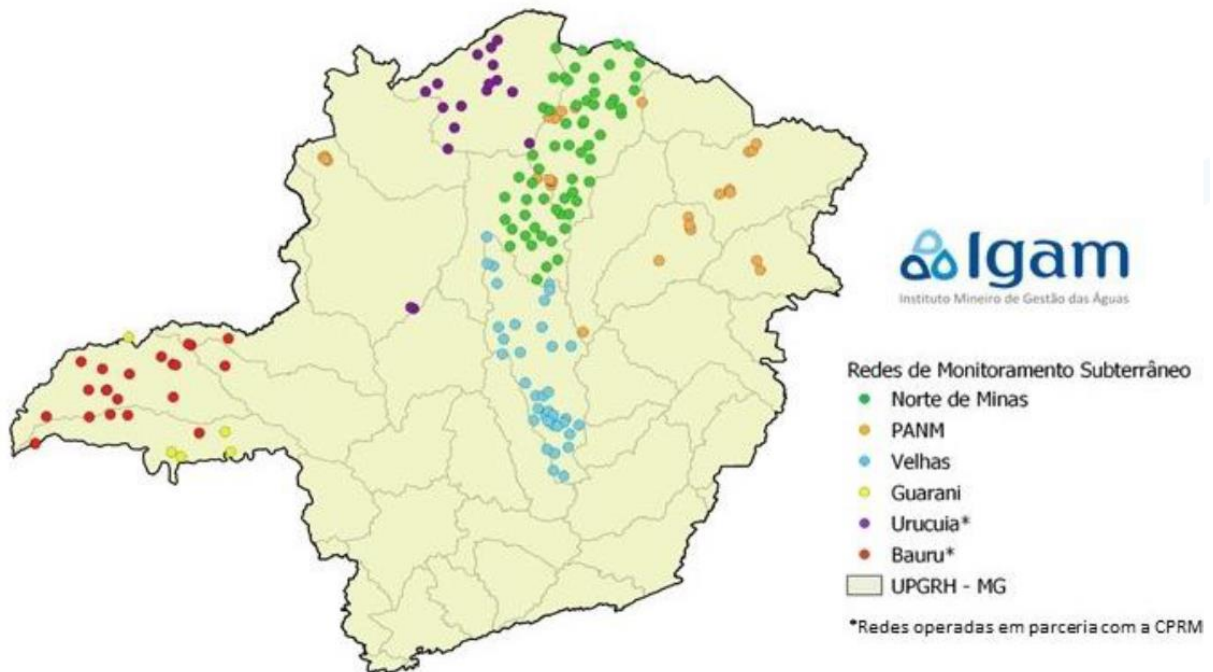 Igam
Instituto Mineiro de Gestão das Águas
Redes de Monitoramento Subterrâneo
Norte de Minas
PANM
Velhas
Guarani
Urucuia*
Bauru*
UPGRH - MG
*Redes operadas em parceria com a CPRM